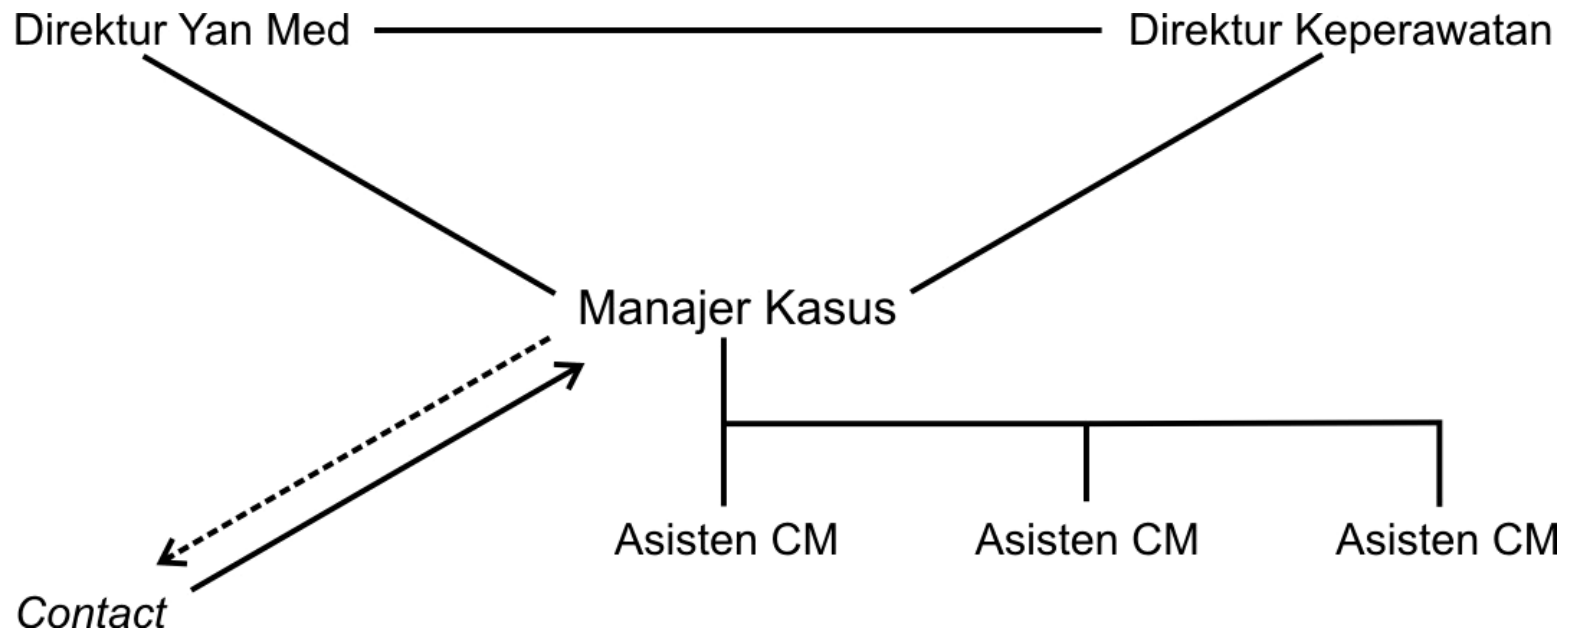 Direktur Yan Med
Direktur Keperawatan
Manajer Kasus
Asisten CM
Asisten CM
Asisten CM
Contact